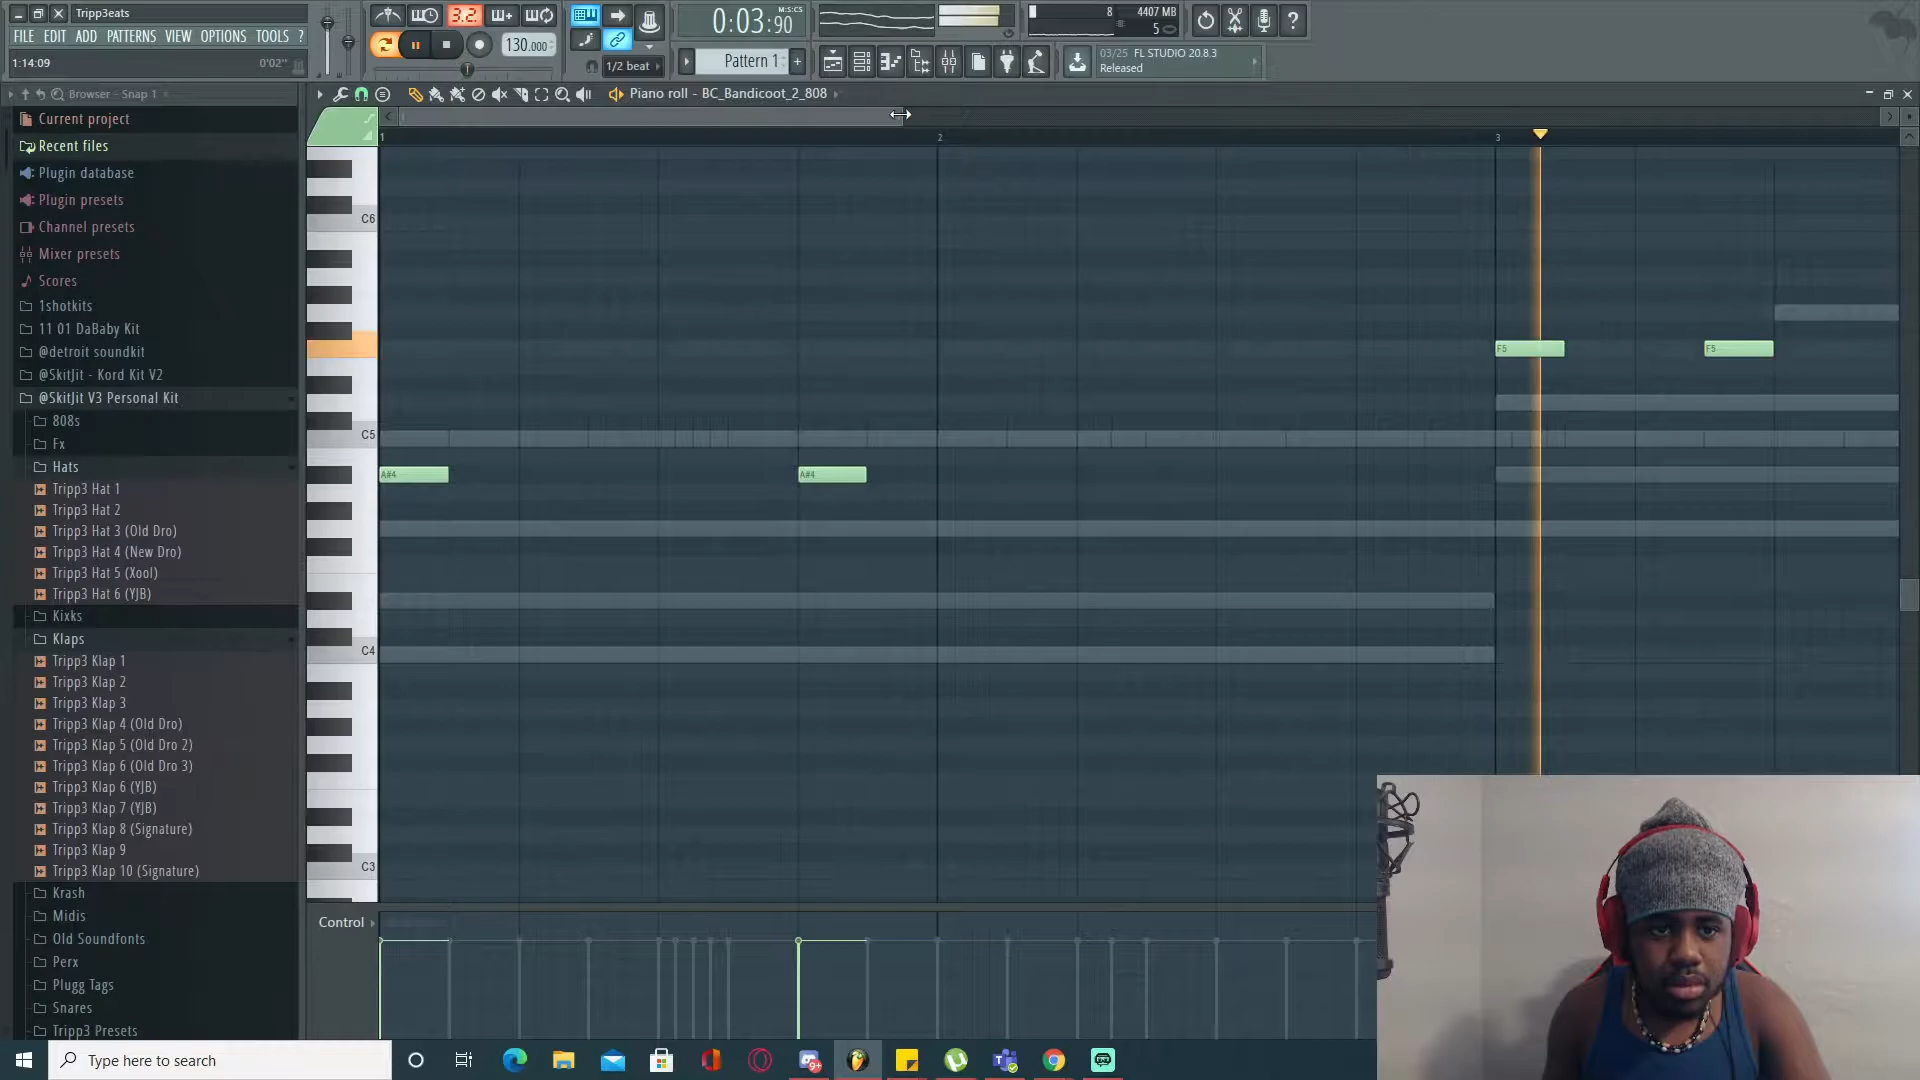 Tripp3eats
FILE EDIT ADD PATTERNS VIEW OPTIONS TOOLS ?
1:14:09 0'02"
3.2
130.000
1/2 beat
0:03:90
M:S:CS
Pattern 1
8 4407 MB
5
03/25 FL STUDIO 20.8.3
Released
Browser - Snap 1
Piano roll - BC_Bandicoot_2_808
Current project
Recent files
Plugin database
Plugin presets
Channel presets
Mixer presets
Scores
1shotkits
11 01 DaBaby Kit
@detroit soundkit
@SkitJit - Kord Kit V2
@SkitJit V3 Personal Kit
808s
Fx
Hats
Tripp3 Hat 1
Tripp3 Hat 2
Tripp3 Hat 3 (Old Dro)
Tripp3 Hat 4 (New Dro)
Tripp3 Hat 5 (Xool)
Tripp3 Hat 6 (YJB)
Kixks
Klaps
Tripp3 Klap 1
Tripp3 Klap 2
Tripp3 Klap 3
Tripp3 Klap 4 (Old Dro)
Tripp3 Klap 5 (Old Dro 2)
Tripp3 Klap 6 (Old Dro 3)
Tripp3 Klap 6 (YJB)
Tripp3 Klap 7 (YJB)
Tripp3 Klap 8 (Signature)
Tripp3 Klap 9
Tripp3 Klap 10 (Signature)
Krash
Midis
Old Soundfonts
Perx
Plugg Tags
Snares
Tripp3 Presets
1 2 3
C6
F5 F5
C5
A#4 A#4
C4
C3
Control
Type here to search
9+